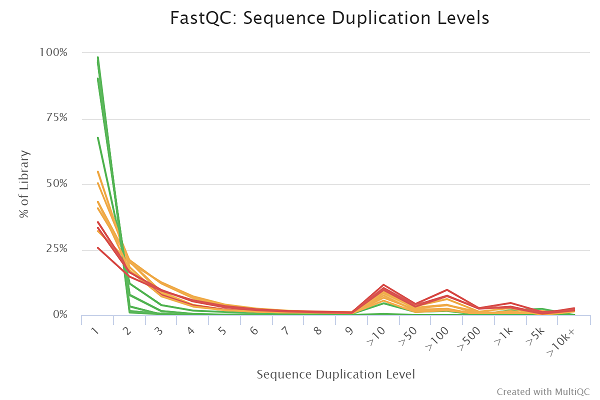 FastQC: Sequence Duplication Levels
% of Library
100%
75%
50%
25%
0%
1
2
3
4
5
6
7
8
9
>10
>50
>100
>500
>1k
>5k
>10k+
Sequence Duplication Level
Created with MultiQC